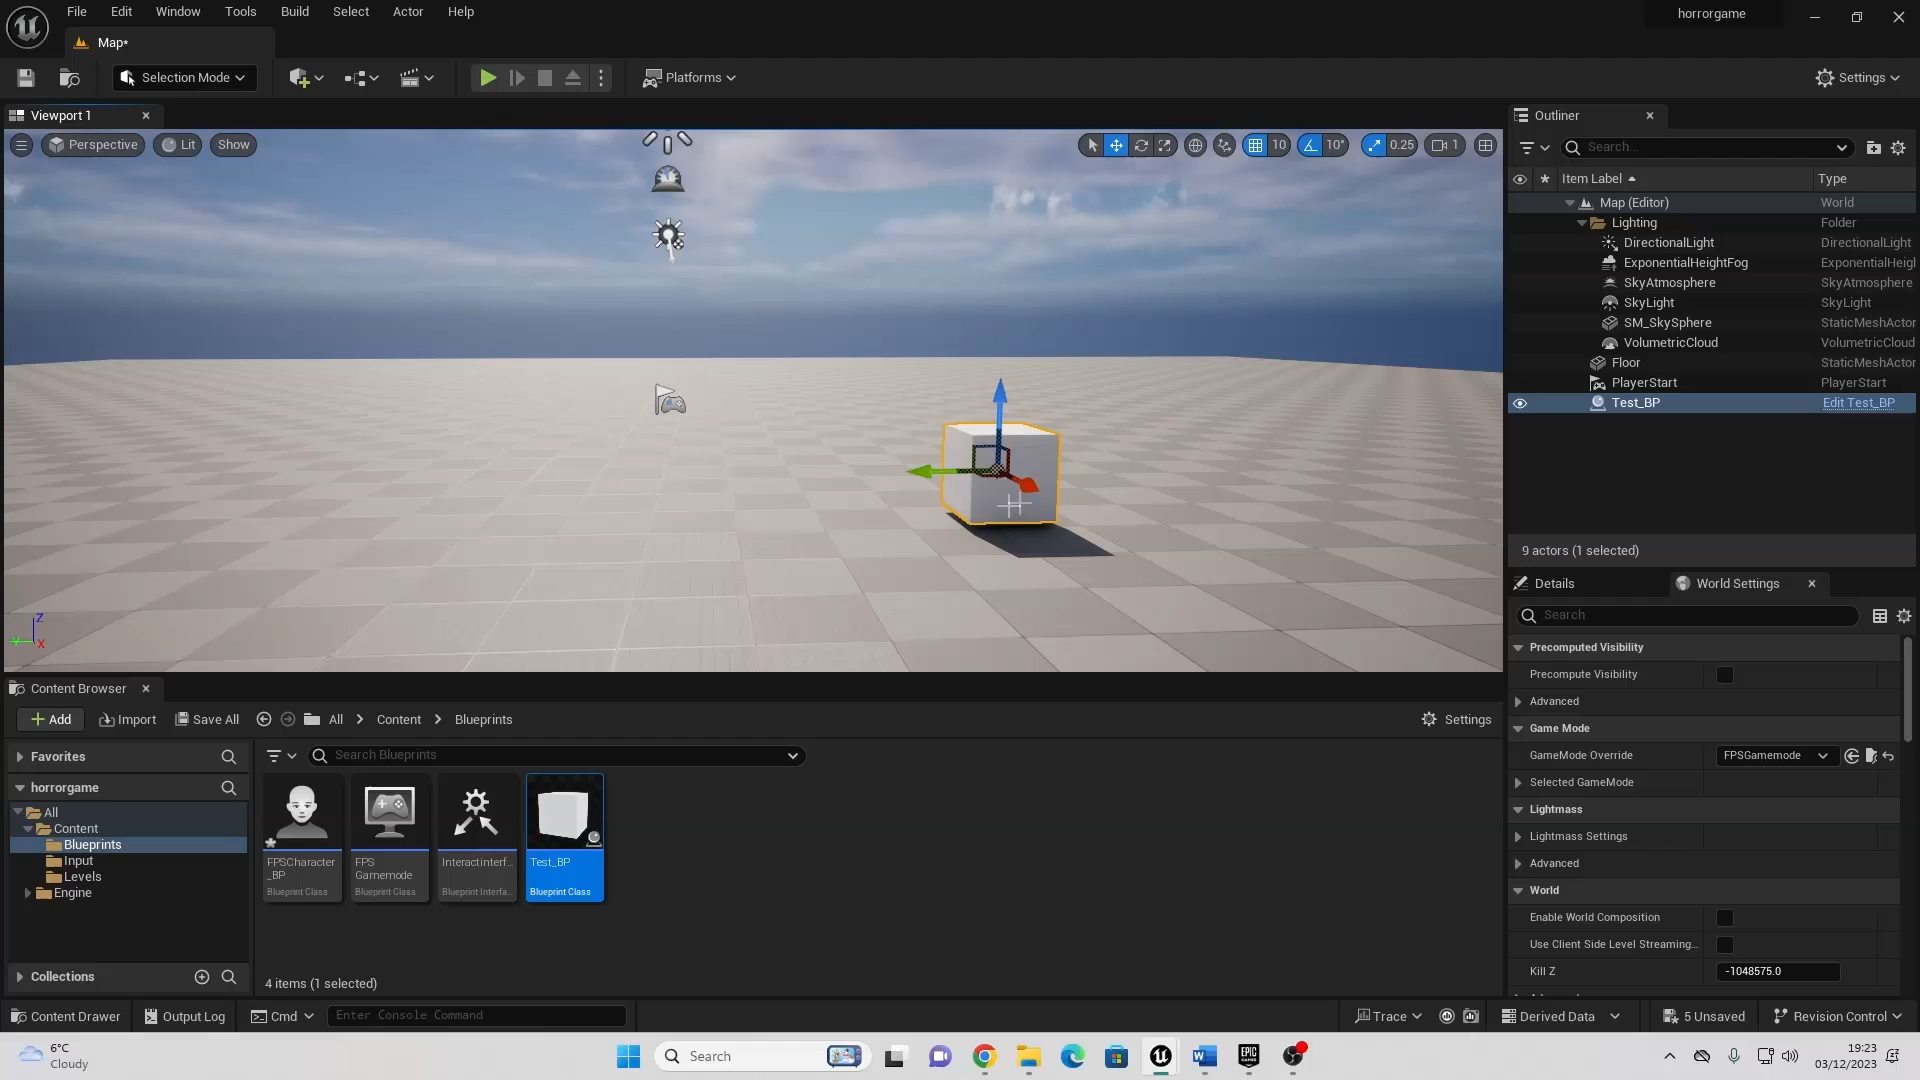 File Edit Window Tools Build Select Actor Help
horrorgame
Map*
Selection Mode
Platforms
Settings
Viewport 1
Perspective Lit Show
10 10° 0.25 1
Outliner
Search...
Item Label Type
Map (Editor) World
Lighting Folder
DirectionalLight DirectionalLight
ExponentialHeightFog ExponentialHeigl
SkyAtmosphere SkyAtmosphere
SkyLight SkyLight
SM_SkySphere StaticMeshActor
VolumetricCloud VolumetricCloud
Floor StaticMeshActor
PlayerStart PlayerStart
Test_BP Edit Test_BP
9 actors (1 selected)
Z
Y X
Details World Settings
Search
Precomputed Visibility
Precompute Visibility
Advanced
Game Mode
GameMode Override FPSGamemode
Selected GameMode
Lightmass
Lightmass Settings
Advanced
World
Enable World Composition
Use Client Side Level Streaming...
Kill Z -1048575.0
Content Browser
Add Import Save All All Content Blueprints Settings
Favorites
Search Blueprints
horrorgame
All
Content
Blueprints
Input
Levels
Engine
Collections
FPSCharacter
_BP
Blueprint Class
FPS
Gamemode
Blueprint Class
Interactinterf...
Blueprint Interfa...
Test_BP
Blueprint Class
4 items (1 selected)
Content Drawer Output Log Cmd Enter Console Command Trace Derived Data 5 Unsaved Revision Control
6°C
Cloudy
Search
W
EPIC
GAMES
19:23
03/12/2023